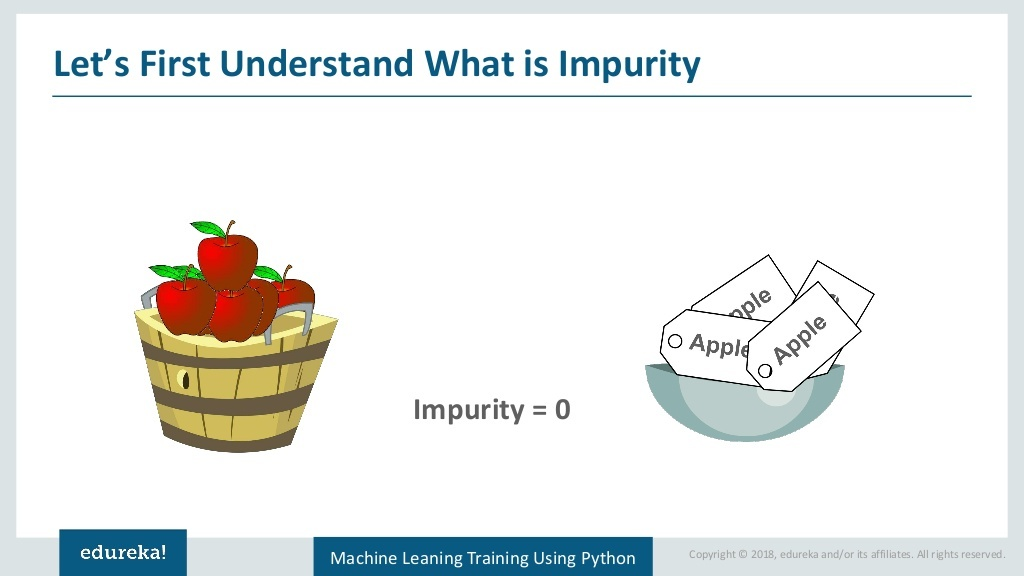 Let's First Understand What is Impurity
Apple
Apple
Impurity = 0
edureka!
Machine Leaning Training Using Python
Copyright © 2018, edureka and/or its affiliates. All rights reserved.